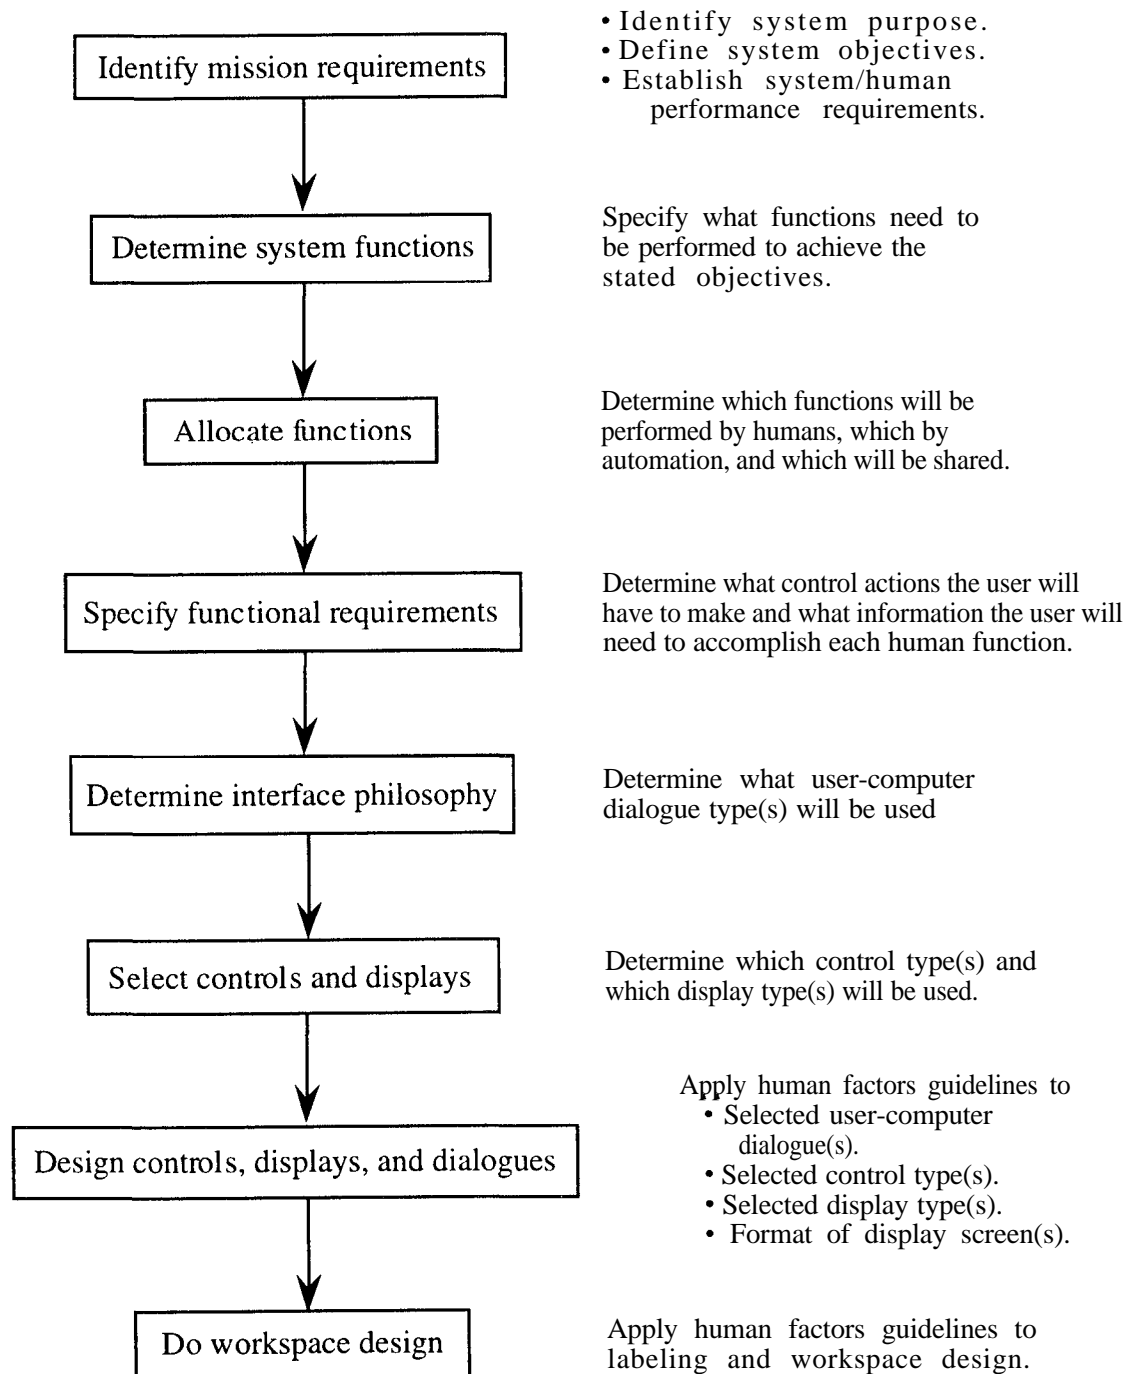 Identify mission requirements
• Identify system purpose.
• Define system objectives.
• Establish system/human
performance requirements.
Determine system functions
Specify what functions need to
be performed to achieve the
stated objectives.
Allocate functions
Determine which functions will be
performed by humans, which by
automation, and which will be shared.
Specify functional requirements
Determine what control actions the user will
have to make and what information the user will
need to accomplish each human function.
Determine interface philosophy
Determine what user-computer
dialogue type(s) will be used
Select controls and displays
Determine which control type(s) and
which display type(s) will be used.
Design controls, displays, and dialogues
Apply human factors guidelines to
• Selected user-computer
dialogue(s).
• Selected control type(s).
• Selected display type(s).
• Format of display screen(s).
Do workspace design
Apply human factors guidelines to
labeling and workspace design.